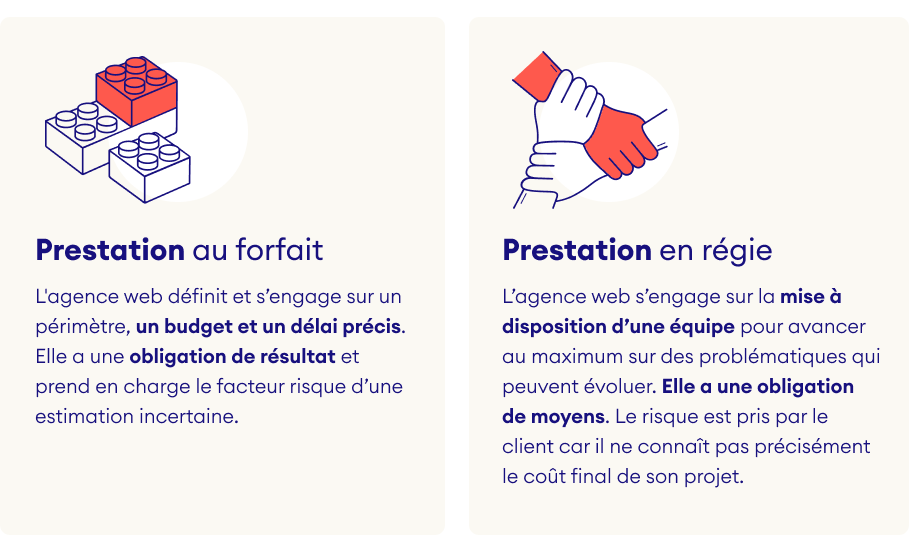 Prestation au forfait
L'agence web définit et s’engage sur un
périmètre, un budget et un délai précis.
Elle a une obligation de résultat et
prend en charge le facteur risque d’une
estimation incertaine.
Prestation en régie
L’agence web s’engage sur la mise à
disposition d’une équipe pour avancer
au maximum sur des problématiques qui
peuvent évoluer. Elle a une obligation
de moyens. Le risque est pris par le
client car il ne connaît pas précisément
le coût final de son projet.